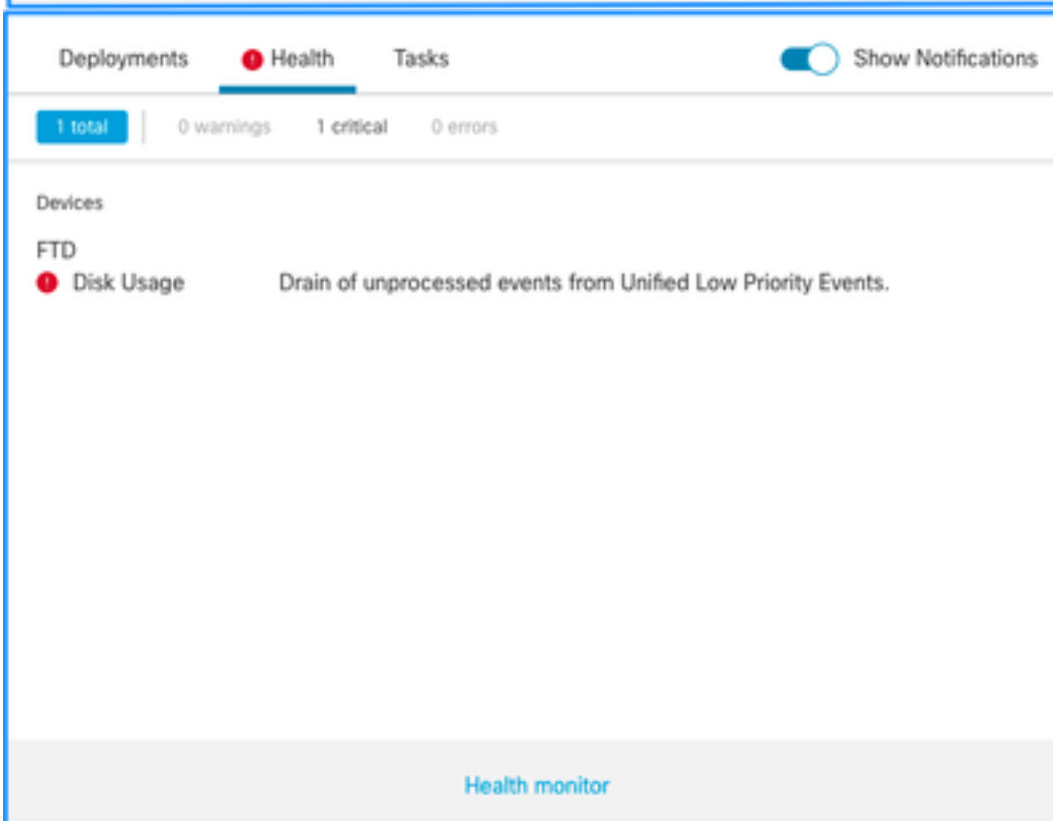 Deployments Health Tasks Show Notifications
1 total 0 warnings 1 critical 0 errors
Devices
FTD
Disk Usage Drain of unprocessed events from Unified Low Priority Events.
Health monitor